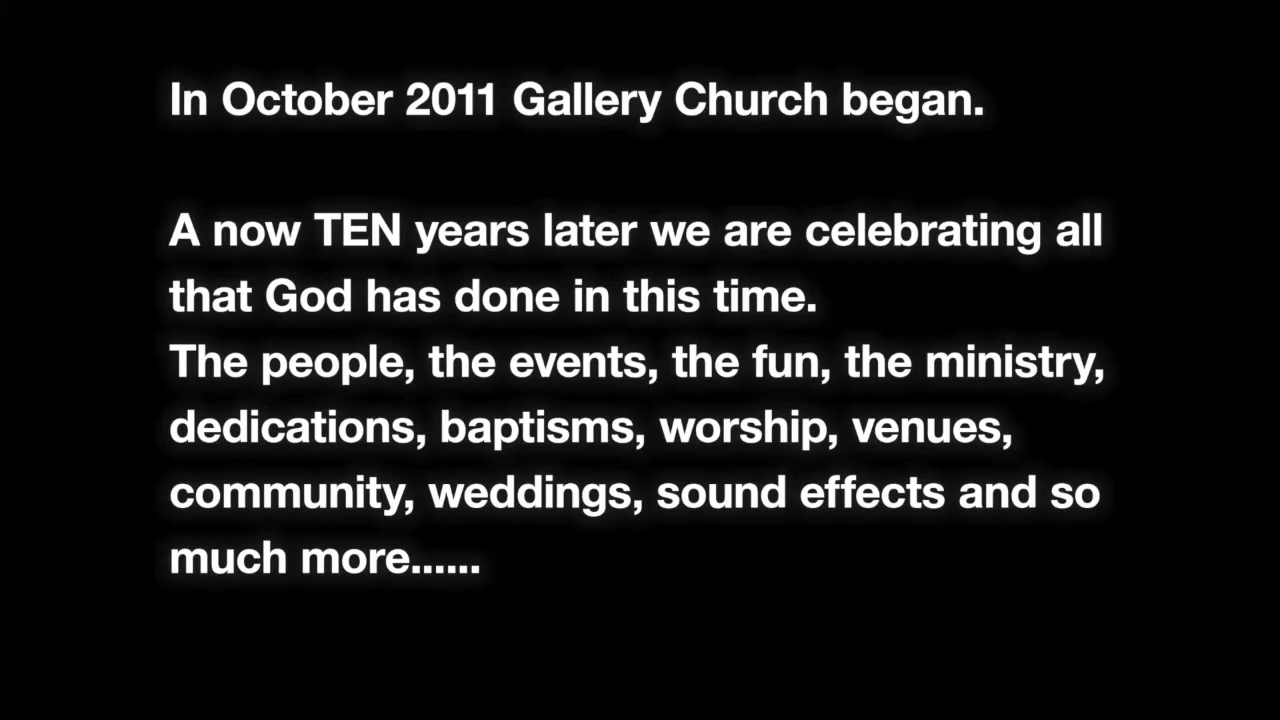 In October 2011 Gallery Church began.
A now TEN years later we are celebrating all
that God has done in this time.
The people, the events, the fun, the ministry,
dedications, baptisms, worship, venues,
community, weddings, sound effects and so
much more......